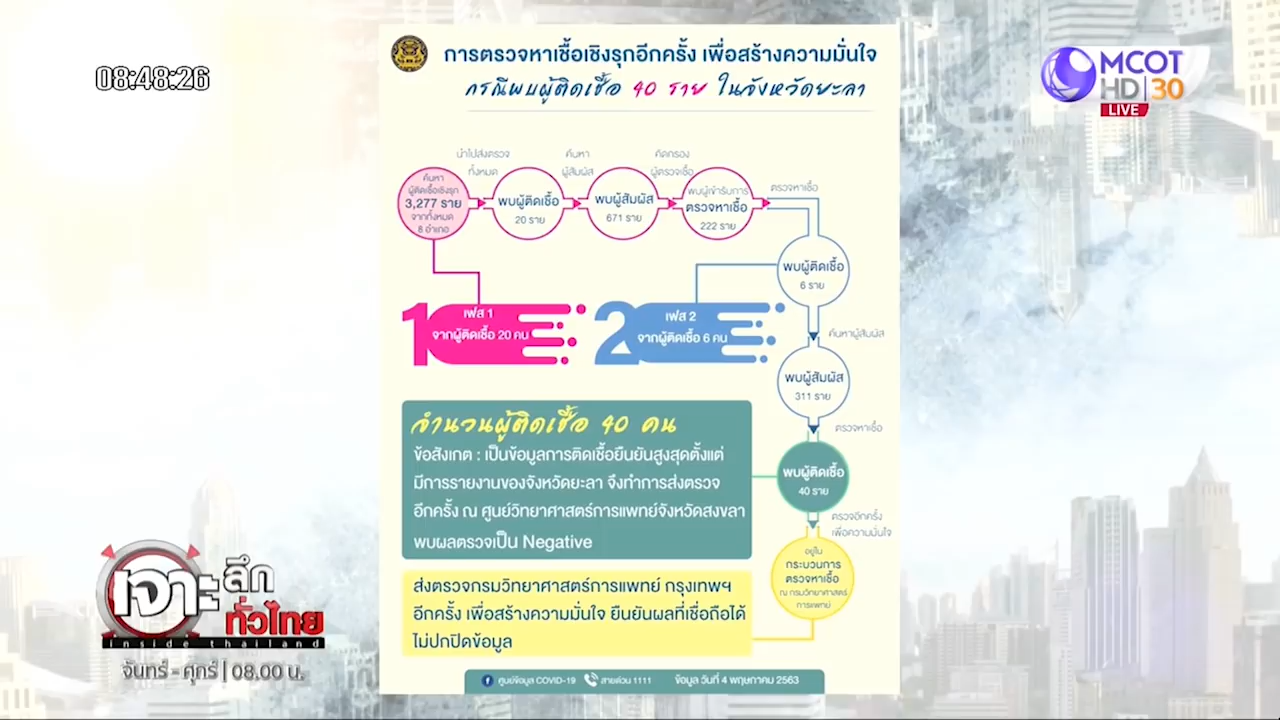 08:48:26
MCOT
HD 30
LIVE
การตรวจหาเชื้อเชิงรุกอีกครั้ง เพื่อสร้างความมั่นใจ
กรณีพบผู้ติดเชื้อ 40 ราย ในจังหวัดยะลา
ค้นหา
ผู้ติดเชื้อเชิงรุก
3,277 ราย
จากทั้งหมด
8 อำเภอ
นำไปส่งตรวจ
ทั้งหมด
พบผู้ติดเชื้อ
20 ราย
ค้นหา
ผู้สัมผัส
พบผู้สัมผัส
671 ราย
คัดกรอง
ผู้ตรวจเชื้อ
พบผู้เข้ารับการ
ตรวจหาเชื้อ
222 ราย
ตรวจหาเชื้อ
พบผู้ติดเชื้อ
6 ราย
1 เฟส 1
จากผู้ติดเชื้อ 20 คน
2 เฟส 2
จากผู้ติดเชื้อ 6 คน
ค้นหาผู้สัมผัส
พบผู้สัมผัส
311 ราย
ตรวจหาเชื้อ
พบผู้ติดเชื้อ
40 ราย
ตรวจอีกครั้ง
เพื่อความมั่นใจ
อยู่ใน
กระบวนการ
ตรวจหาเชื้อ
ณ กรมวิทยาศาสตร์
การแพทย์
จำนวนผู้ติดเชื้อ 40 คน
ข้อสังเกต : เป็นข้อมูลการติดเชื้อยืนยันสูงสุดตั้งแต่
มีการรายงานของจังหวัดยะลา จึงทำการส่งตรวจ
อีกครั้ง ณ ศูนย์วิทยาศาสตร์การแพทย์จังหวัดสงขลา
พบผลตรวจเป็น Negative
ส่งตรวจกรมวิทยาศาสตร์การแพทย์ กรุงเทพฯ
อีกครั้ง เพื่อสร้างความมั่นใจ ยืนยันผลที่เชื่อถือได้
ไม่ปกปิดข้อมูล
ศูนย์ข้อมูล COVID-19 สายด่วน 1111 ข้อมูล วันที่ 4 พฤษภาคม 2563
เจาะลึก
ทั่วไทย
inside thailand
จันทร์ - ศุกร์ | 08.00 น.